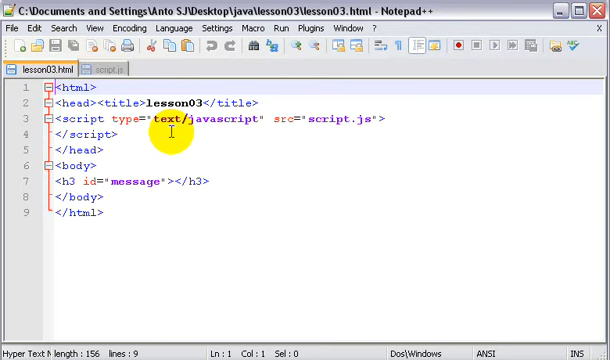 C:\Documents and Settings\Anto SJ\Desktop\java\lesson03\lesson03.html - Notepad++
File Edit Search View Encoding Language Settings Macro Run Plugins Window ? X
lesson03.html script.js
1 <html>
2 <head><title>lesson03</title>
3 <script type="text/javascript" src="script.js">
4 </script>
5 </head>
6 <body>
7 <h3 id="message"></h3>
8 </body>
9 </html>
Hyper Text M length : 156 lines : 9 Ln : 1 Col : 1 Sel : 0 Dos\Windows ANSI INS